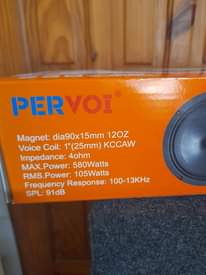 PERVOI
Magnet: dia90x15mm 12OZ
Voice Coil: 1"(25mm) KCCAW
Impedance: 4ohm
MAX.Power: 580Watts
RMB.Power: 105Watts
Frequency Response: 100-13KHz
SPL: 91dB